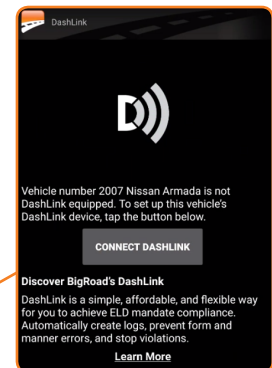 DashLink
D
Vehicle number 2007 Nissan Armada is not
DashLink equipped. To set up this vehicle's
DashLink device, tap the button below.
CONNECT DASHLINK
Discover BigRoad's DashLink
DashLink is a simple, affordable, and flexible way
for you to achieve ELD mandate compliance.
Automatically create logs, prevent form and
manner errors, and stop violations.
Learn More